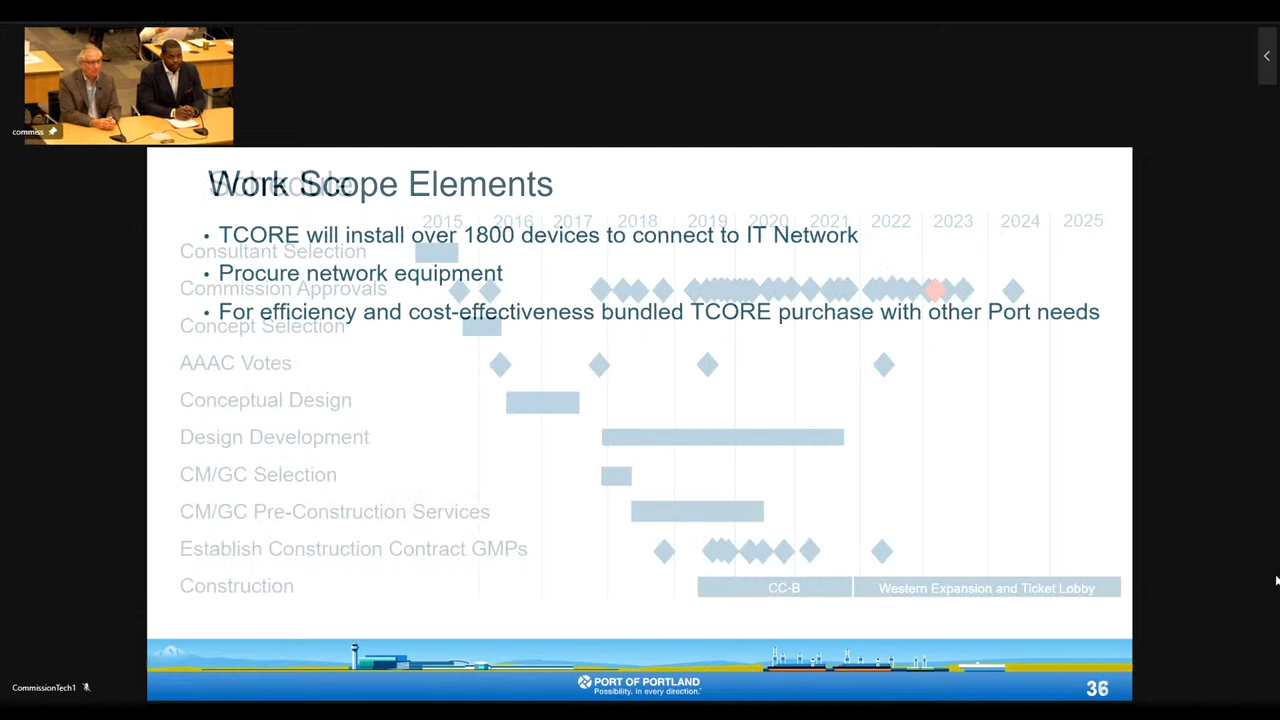 commiss
Work Scope Elements
Schedule
2015 2016 2017 2018 2019 2020 2021 2022 2023 2024 2025
• TCORE will install over 1800 devices to connect to IT Network
Consultant Selection
• Procure network equipment
Commission Approvals
• For efficiency and cost-effectiveness bundled TCORE purchase with other Port needs
Concept Selection
AAAC Votes
Conceptual Design
Design Development
CM/GC Selection
CM/GC Pre-Construction Services
Establish Construction Contract GMPs
Construction
CC-B
Western Expansion and Ticket Lobby
PORT OF PORTLAND
Possibility. In every direction.
36
CommissionTech1